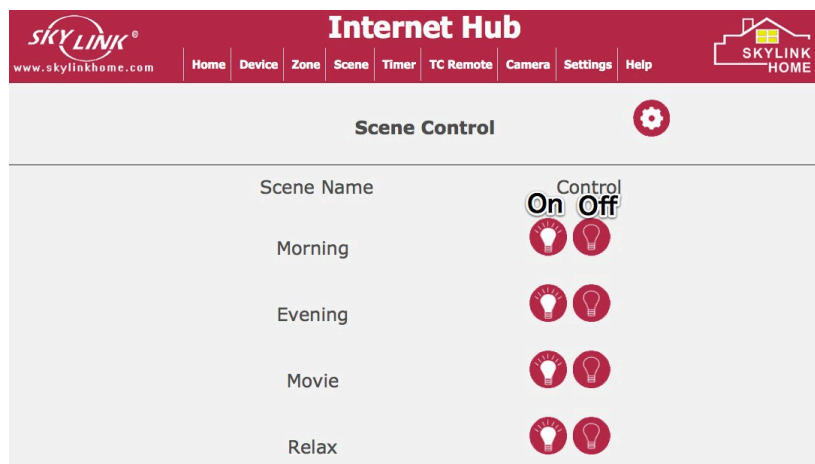 SKYLINK®
www.skylinkhome.com
Internet Hub
Home Device Zone Scene Timer TC Remote Camera Settings Help
SKYLINK
HOME
Scene Control
Scene Name Control
On Off
Morning
Evening
Movie
Relax